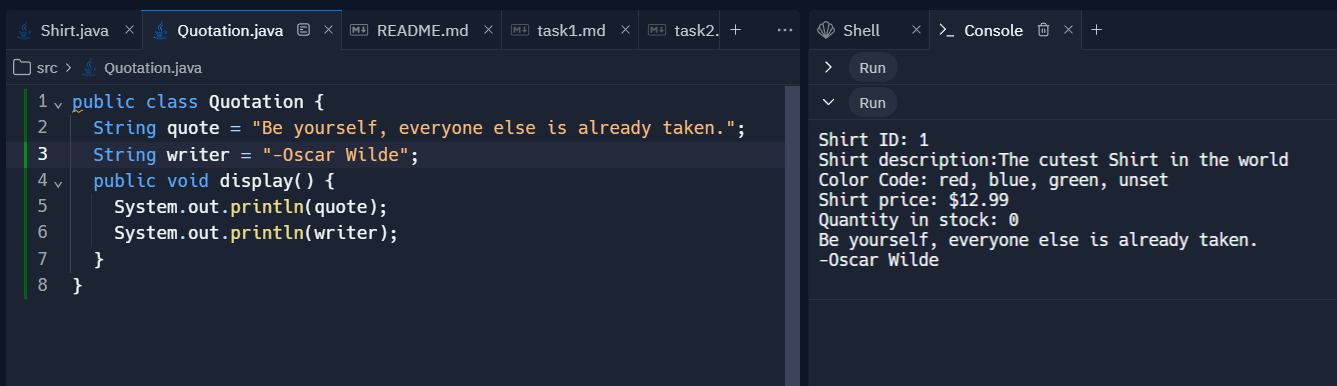 Shirt.java
Quotation.java
README.md
task1.md
task2.
src > Quotation.java
1 public class Quotation {
2 String quote = "Be yourself, everyone else is already taken.";
3 String writer = "-Oscar Wilde";
4 public void display() {
5 System.out.println(quote);
6 System.out.println(writer);
7 }
8 }
Shell
Console
Run
Run
Shirt ID: 1
Shirt description:The cutest Shirt in the world
Color Code: red, blue, green, unset
Shirt price: $12.99
Quantity in stock: 0
Be yourself, everyone else is already taken.
-Oscar Wilde